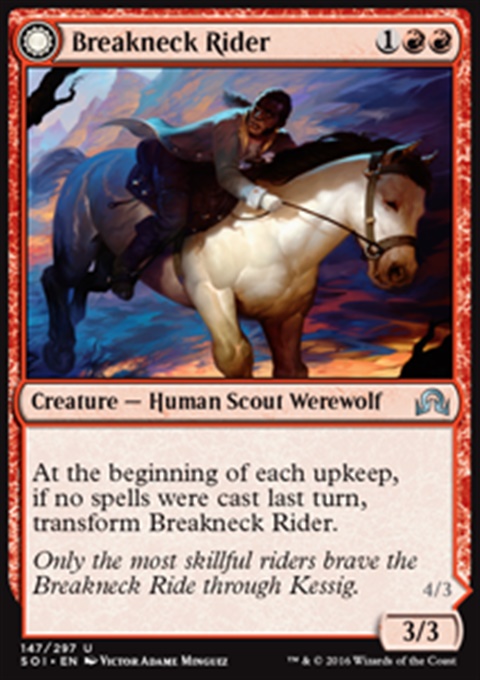 Breakneck Rider 1
Creature — Human Scout Werewolf
At the beginning of each upkeep,
if no spells were cast last turn,
transform Breakneck Rider.
Only the most skillful riders brave the
Breakneck Ride through Kessig.
4/3
3/3
147/297 U
SOI • EN Victor Adame Minguez
™ & © 2016 Wizards of the Coast